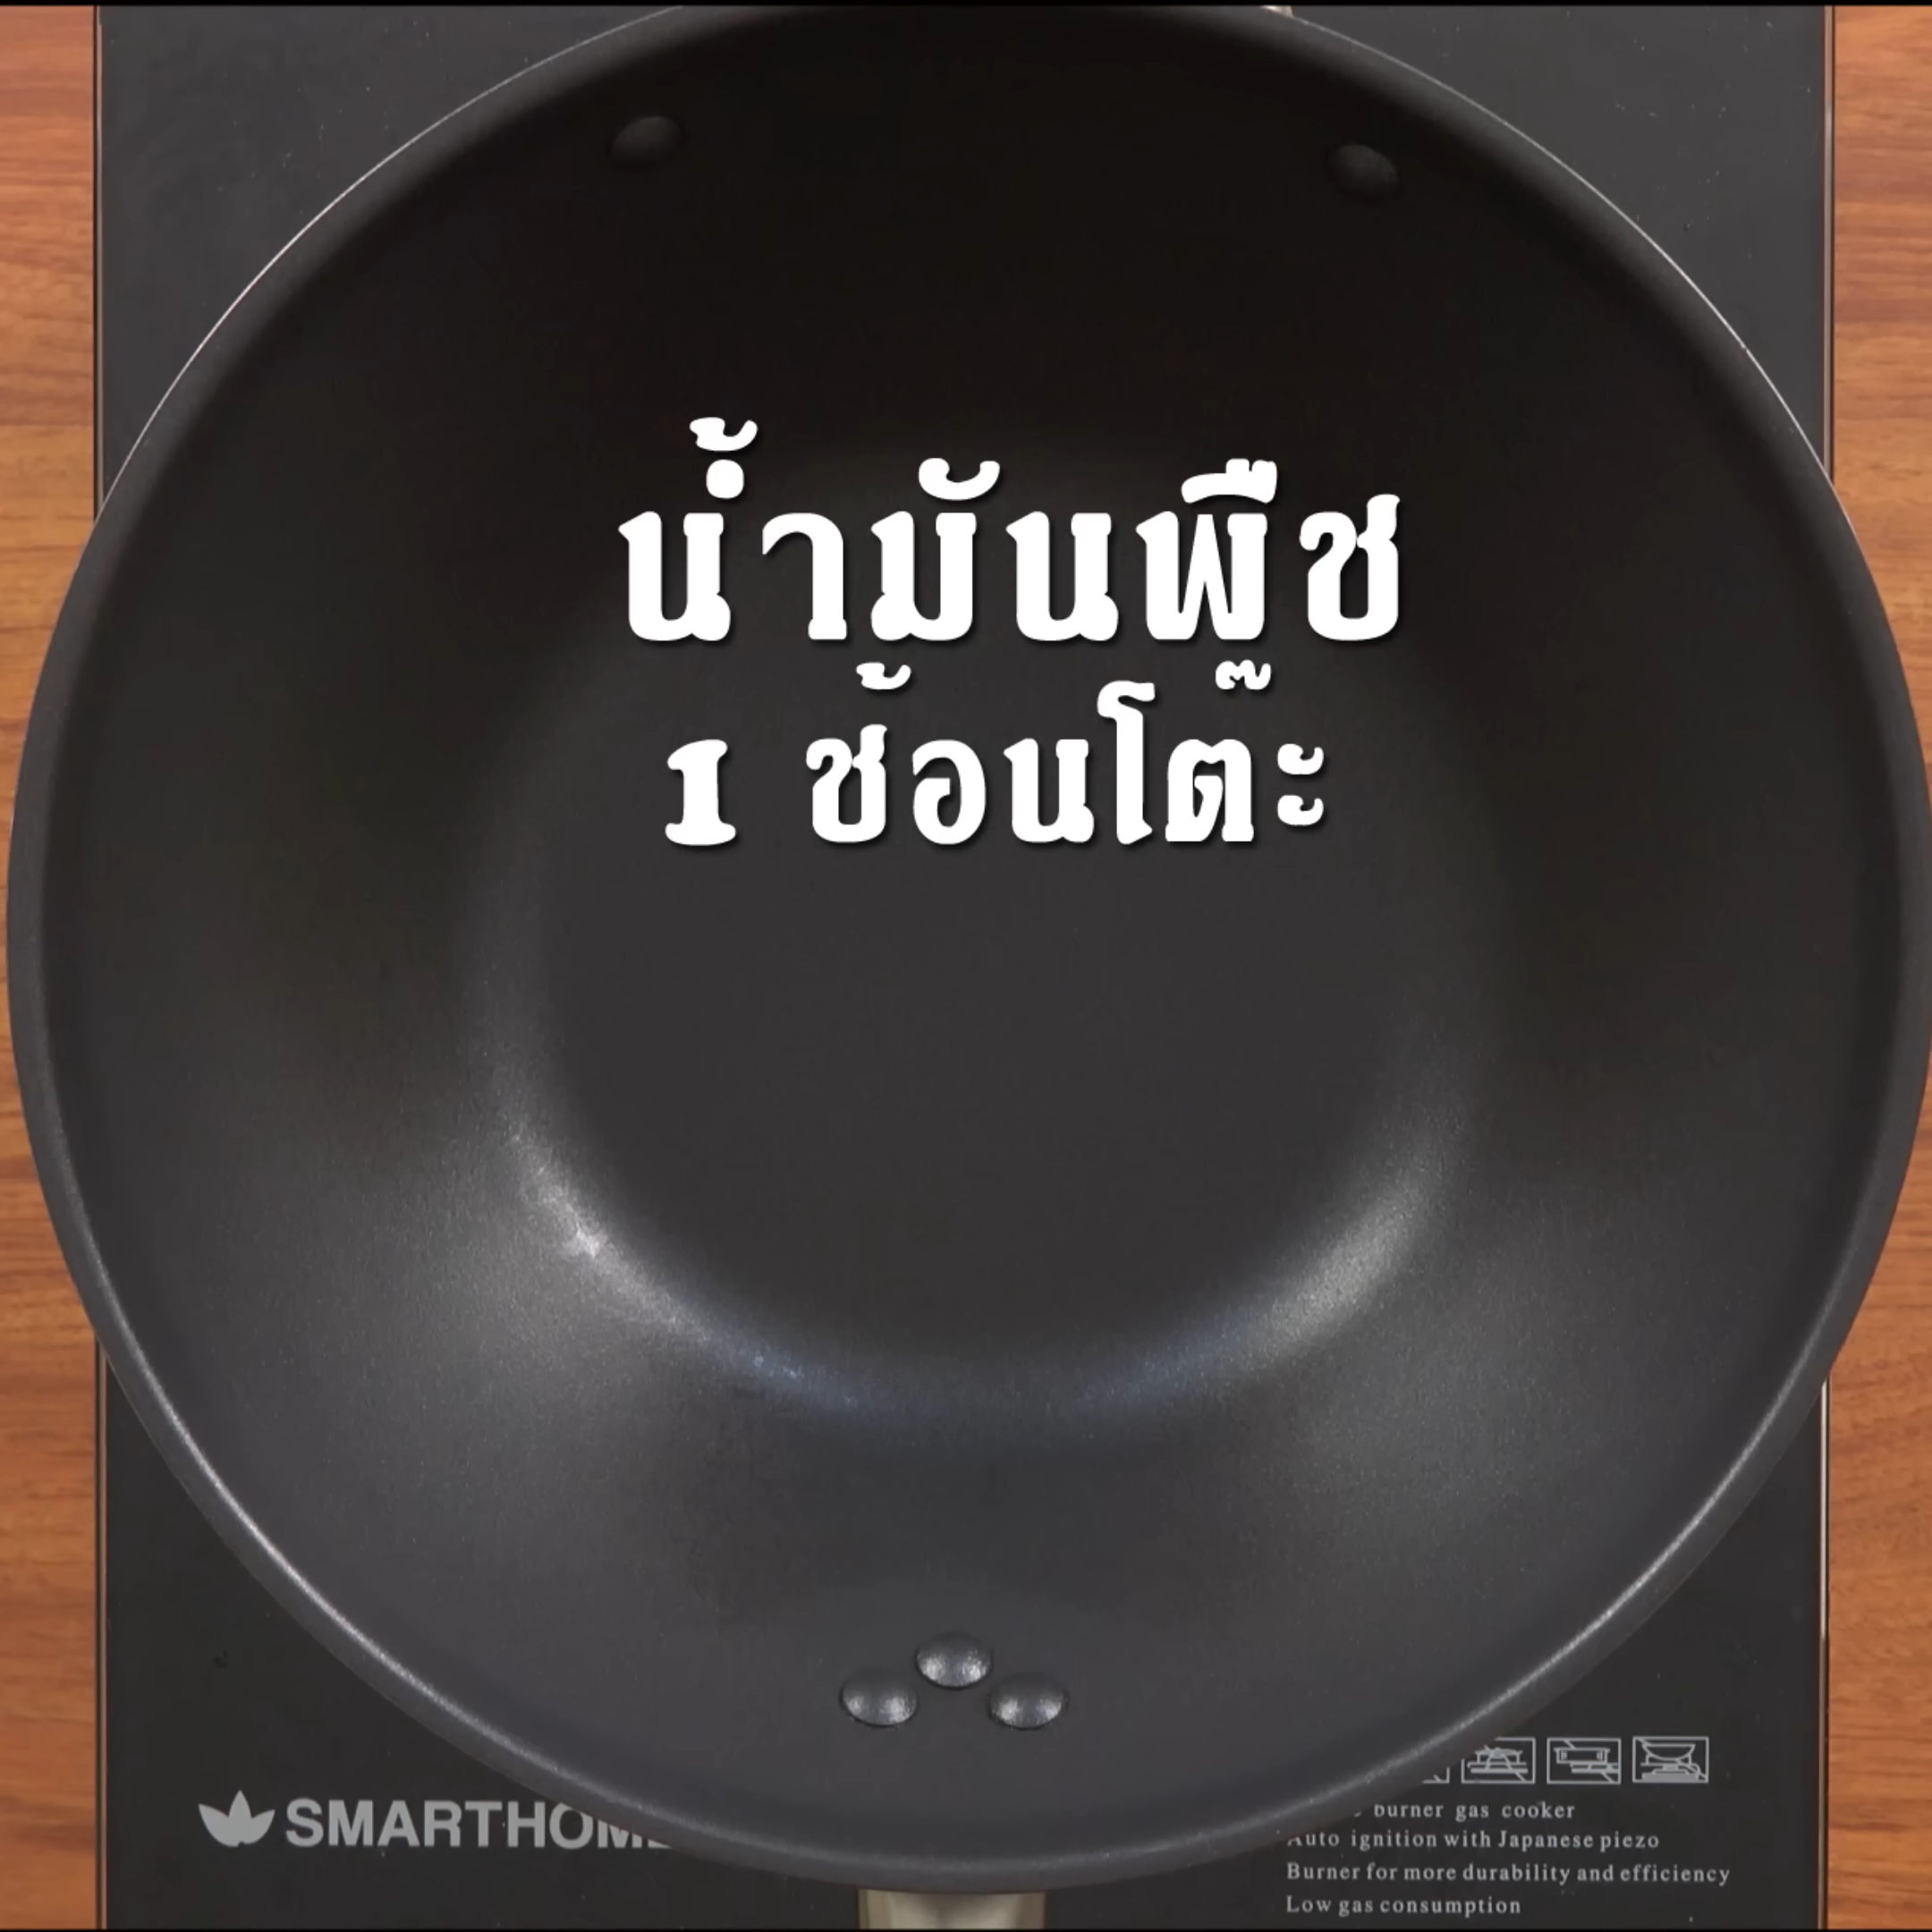 น้ำมันพืช
1 ช้อนโต๊ะ
SMARTHOME
burner gas cooker
Auto ignition with Japanese piezo
Burner for more durability and efficiency
Low gas consumption